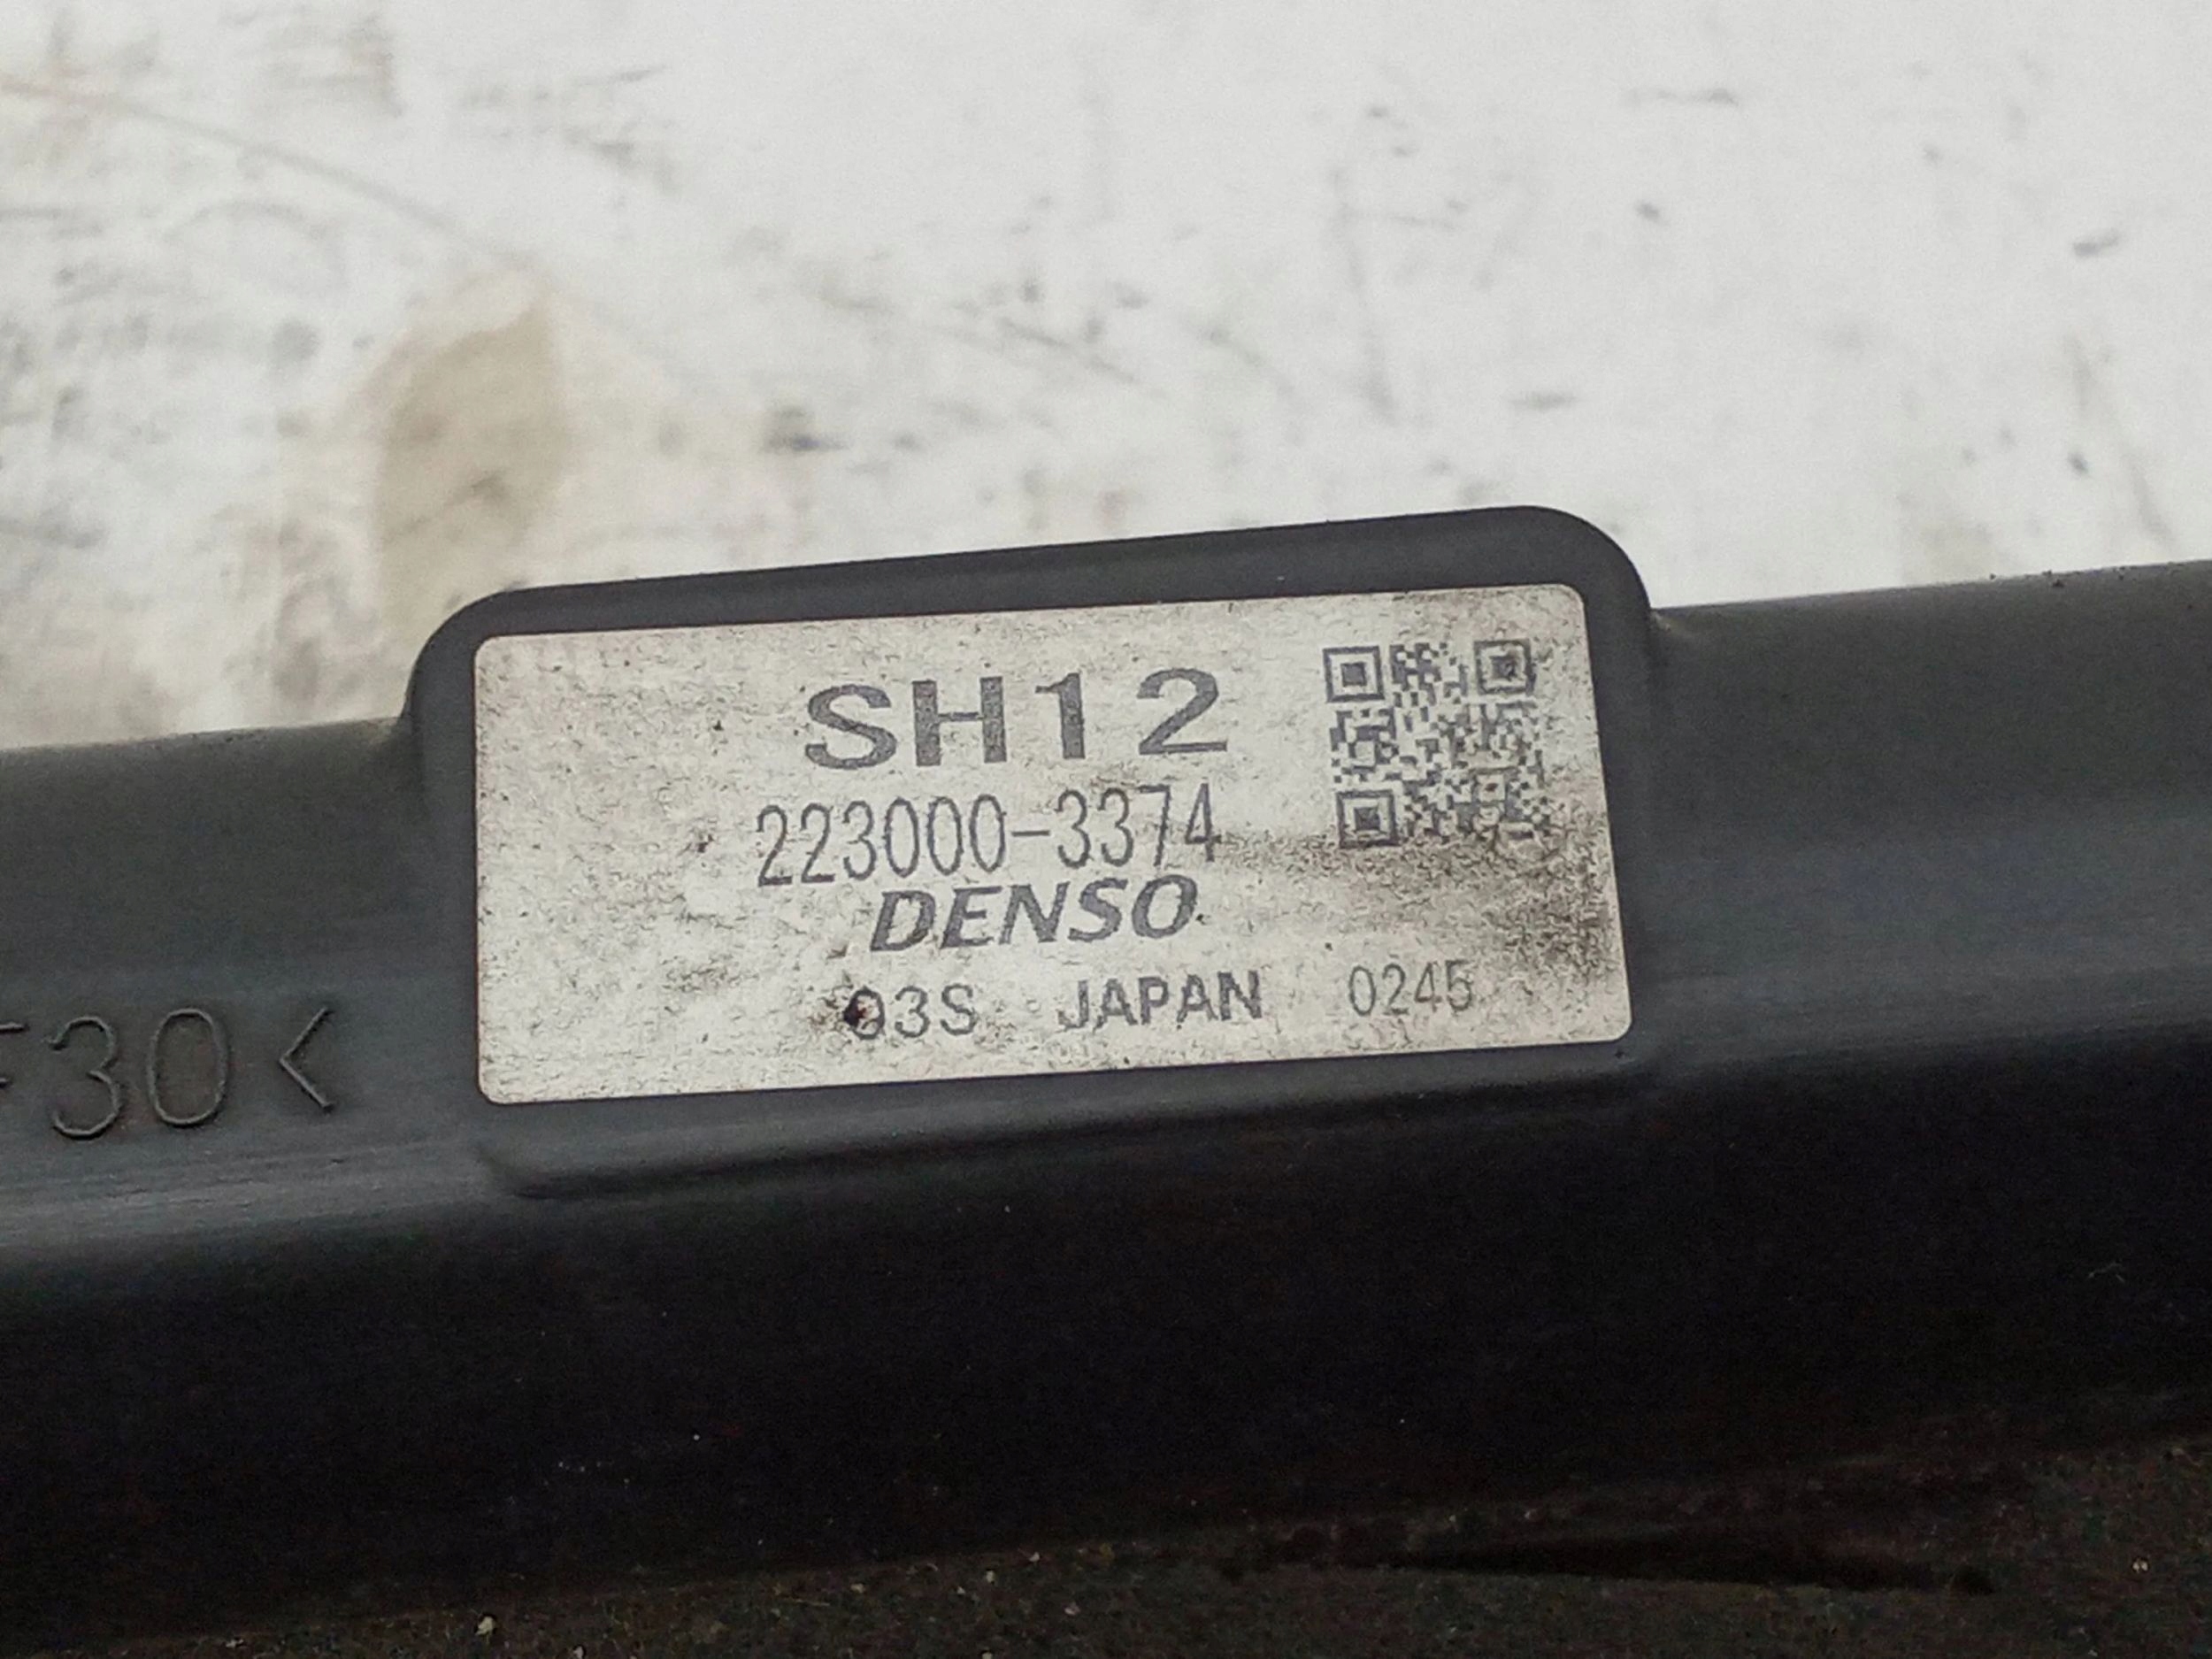 SH12
223000-3374
DENSO
03S JAPAN 0245
F30<